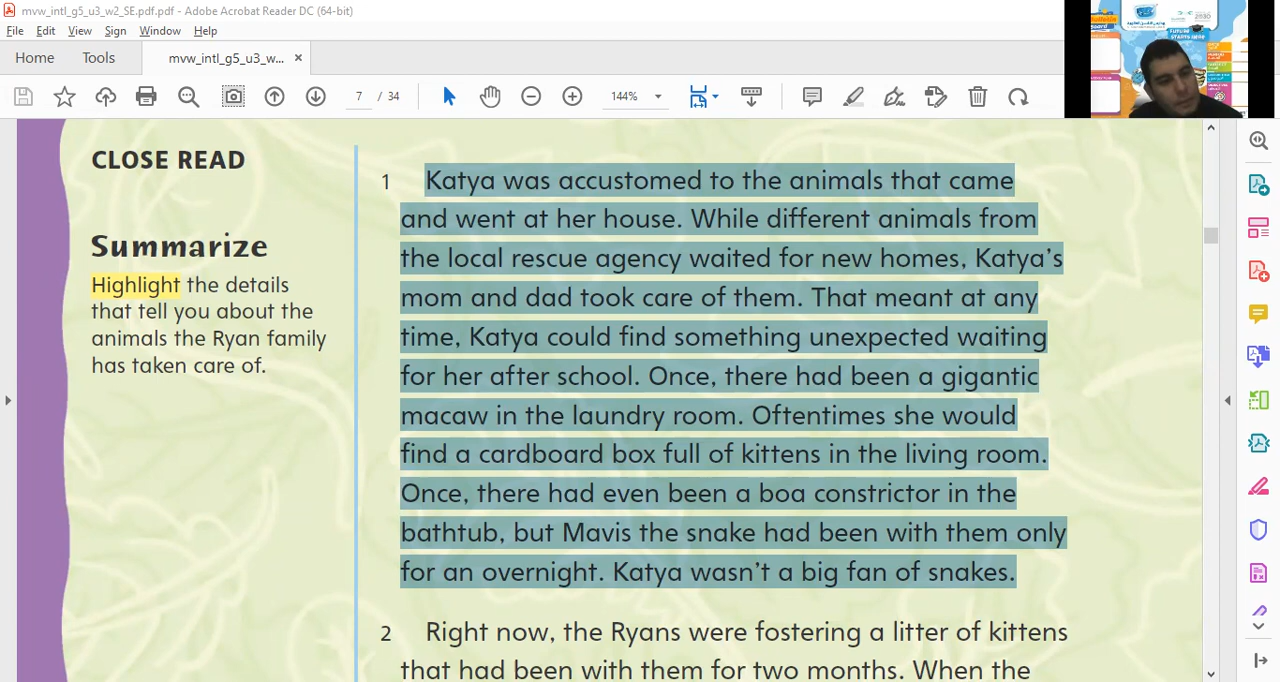 mvw_intl_g5_u3_w2_SE.pdf.pdf - Adobe Acrobat Reader DC (64-bit)
File Edit View Sign Window Help
Home Tools mvw_intl_g5_u3_w... ×
7 / 34 144%
CLOSE READ
Summarize
Highlight the details
that tell you about the
animals the Ryan family
has taken care of.
1 Katya was accustomed to the animals that came
and went at her house. While different animals from
the local rescue agency waited for new homes, Katya’s
mom and dad took care of them. That meant at any
time, Katya could find something unexpected waiting
for her after school. Once, there had been a gigantic
macaw in the laundry room. Oftentimes she would
find a cardboard box full of kittens in the living room.
Once, there had even been a boa constrictor in the
bathtub, but Mavis the snake had been with them only
for an overnight. Katya wasn’t a big fan of snakes.
2 Right now, the Ryans were fostering a litter of kittens
that had been with them for two months. When the
FUTURE
STARTS HERE
2030